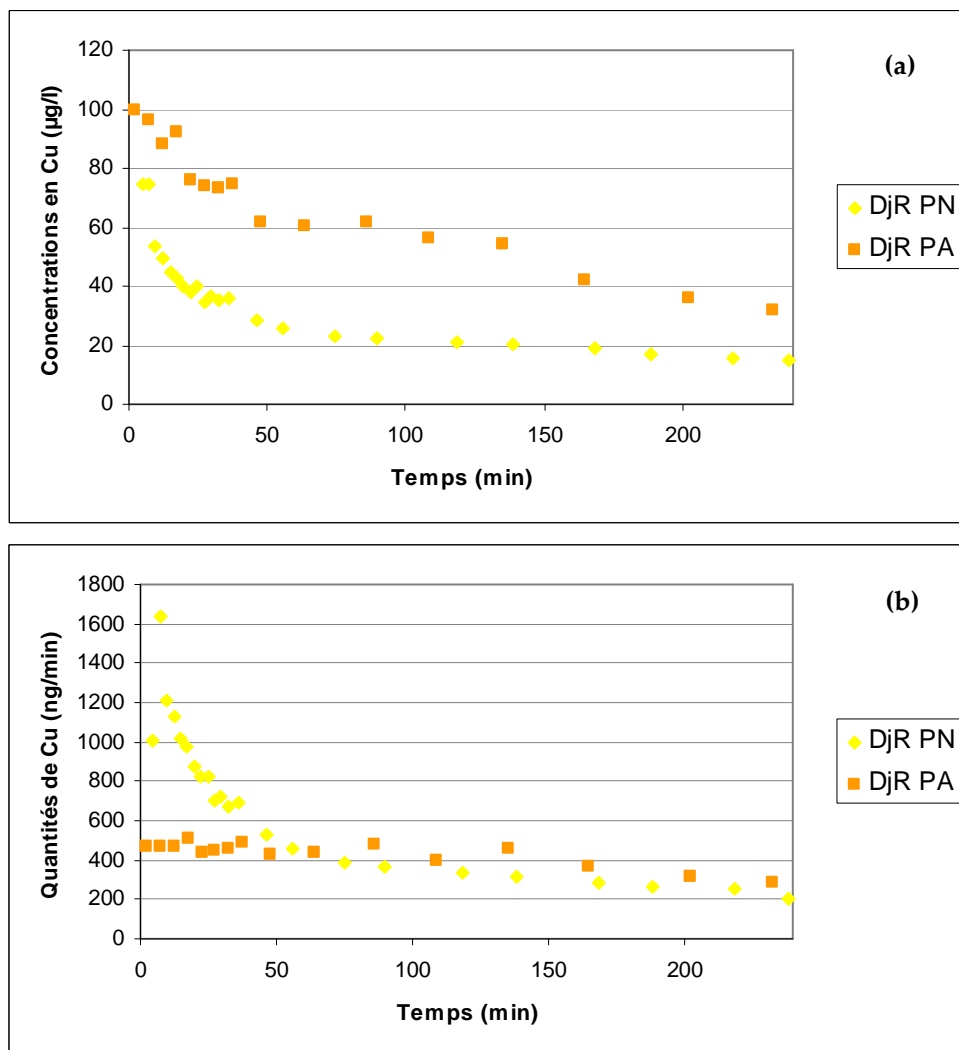 (a)
Concentrations en Cu (µg/l)
120
100
80
60
40
20
0
0 50 100 150 200
Temps (min)
DjR PN
DjR PA
(b)
Quantités de Cu (ng/min)
1800
1600
1400
1200
1000
800
600
400
200
0
0 50 100 150 200
Temps (min)
DjR PN
DjR PA